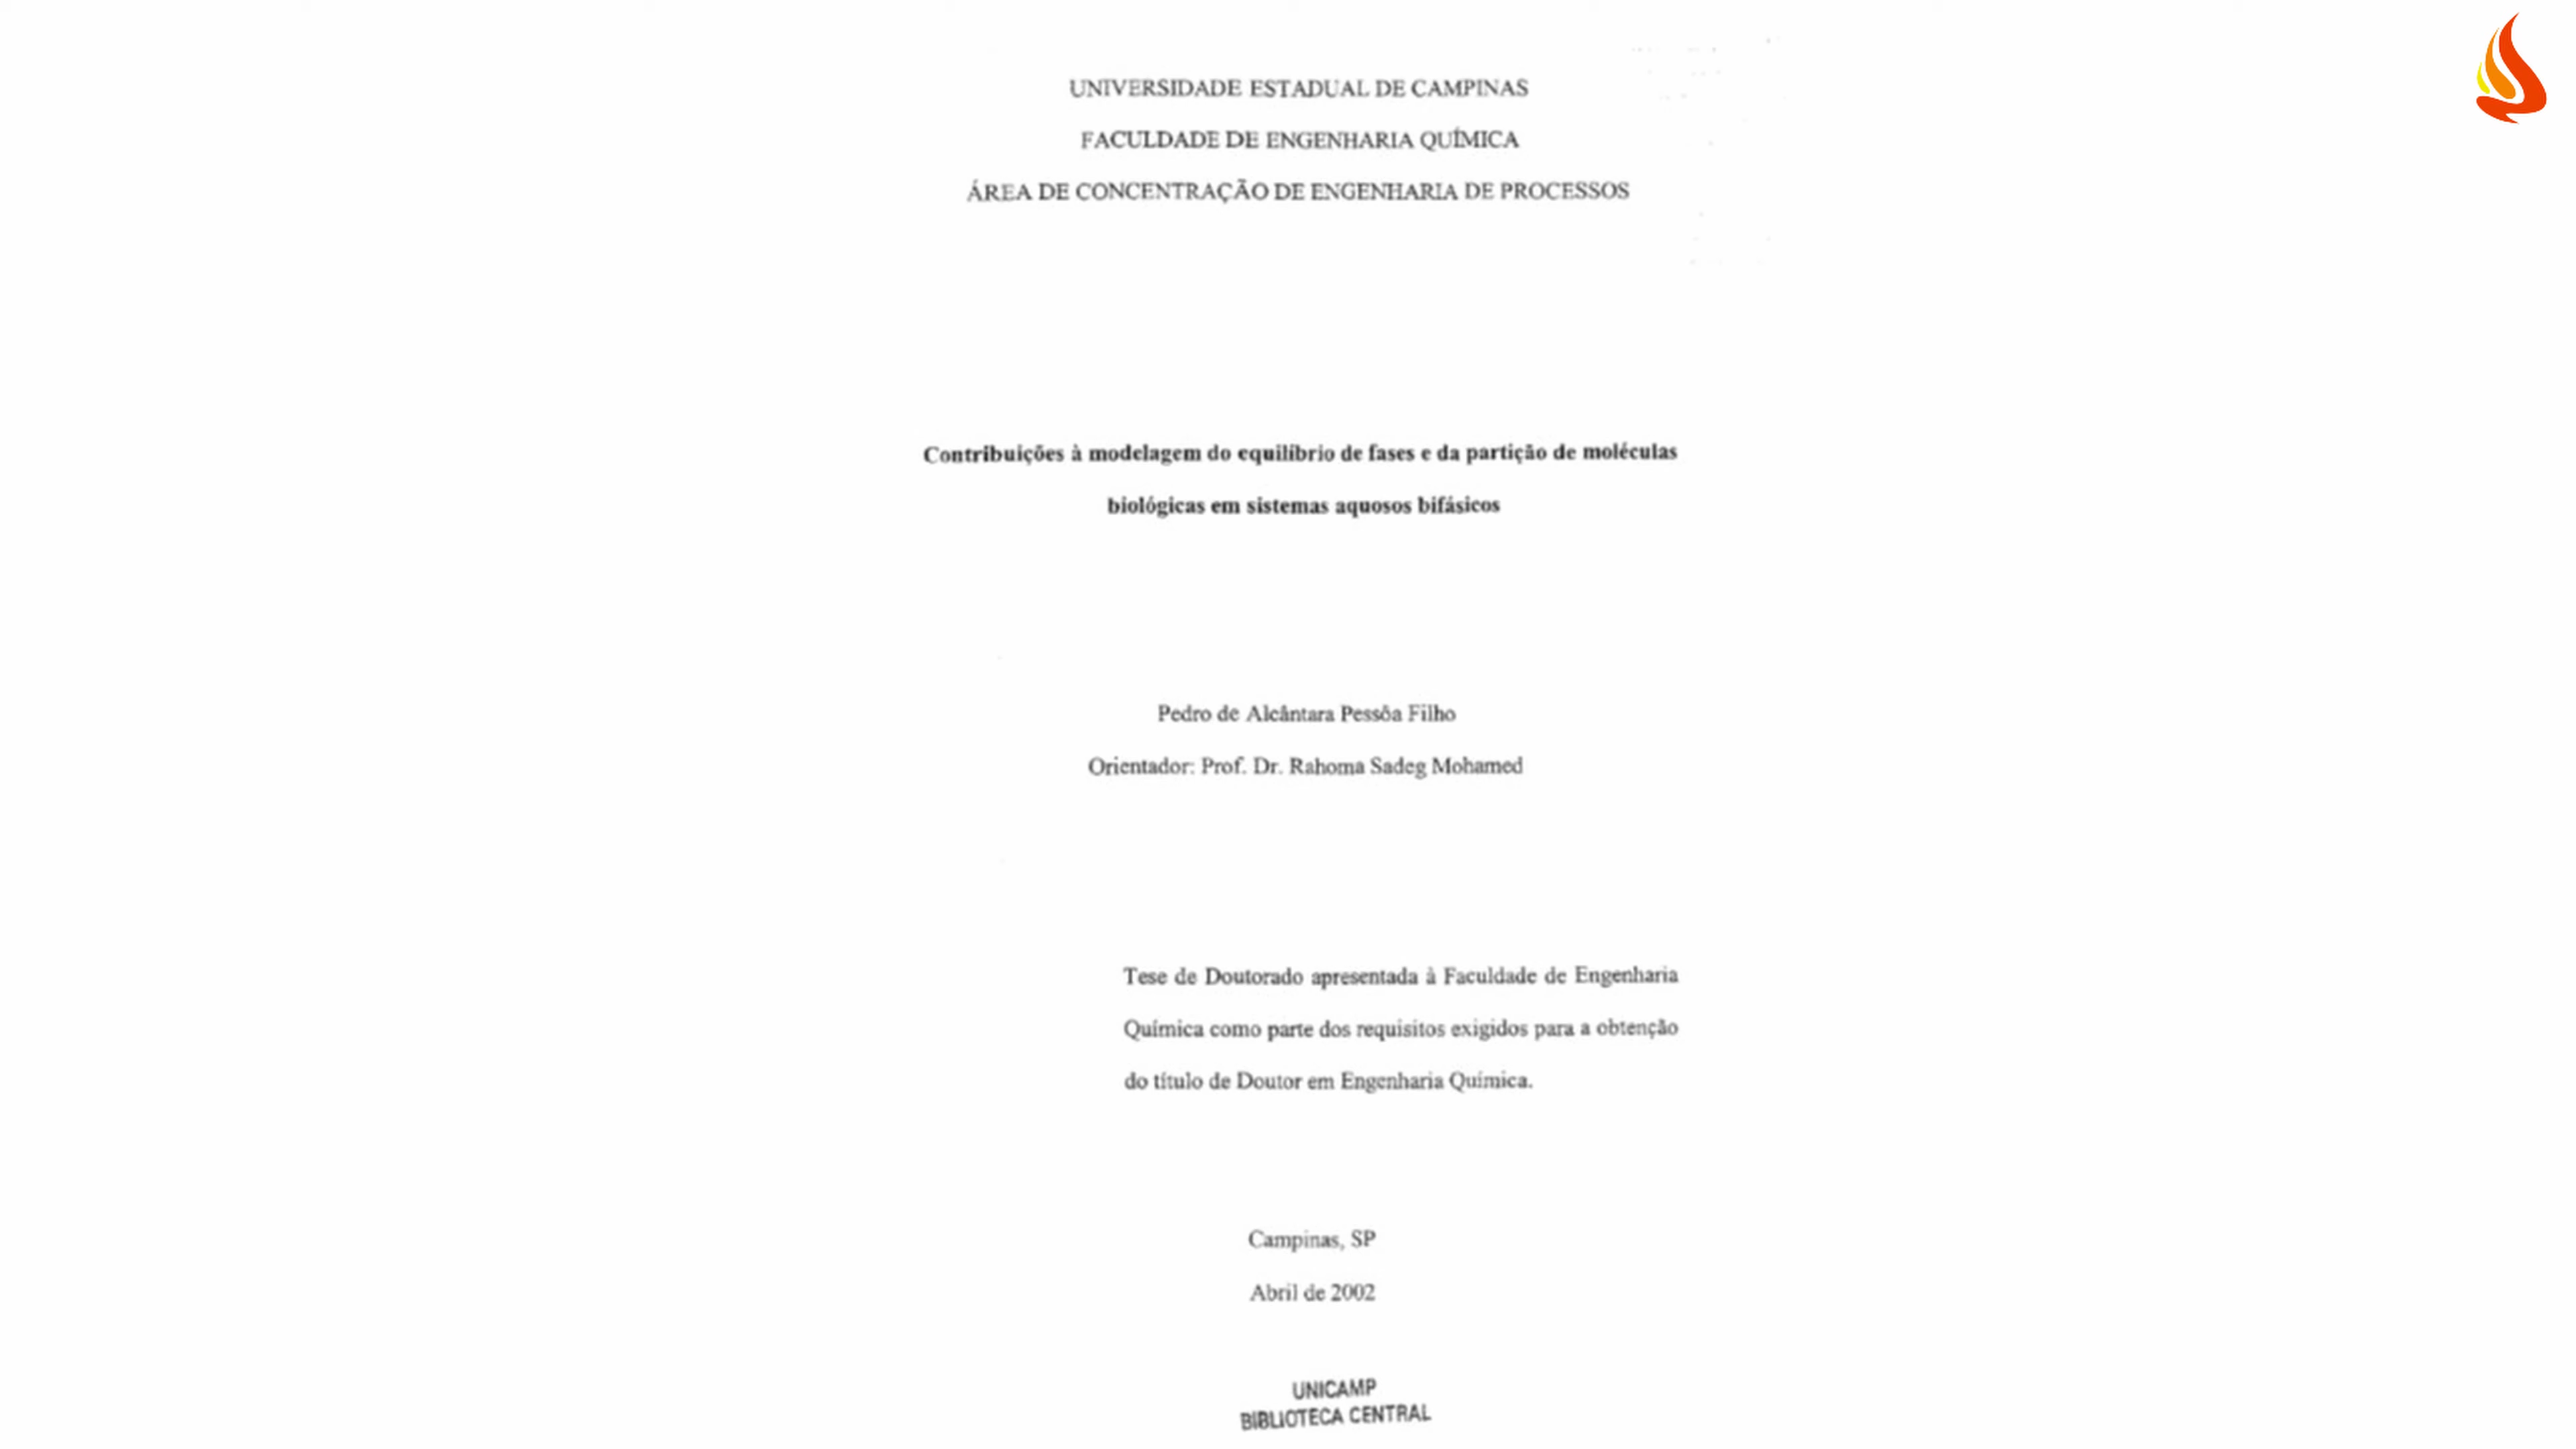 UNIVERSIDADE ESTADUAL DE CAMPINAS
FACULDADE DE ENGENHARIA QUÍMICA
ÁREA DE CONCENTRAÇÃO DE ENGENHARIA DE PROCESSOS
Contribuições à modelagem do equilíbrio de fases e da partição de moléculas
biológicas em sistemas aquosos bifásicos
Pedro de Alcântara Pessôa Filho
Orientador: Prof. Dr. Rahoma Sadeg Mohamed
Tese de Doutorado apresentada à Faculdade de Engenharia
Química como parte dos requisitos exigidos para a obtenção
do título de Doutor em Engenharia Química.
Campinas, SP
Abril de 2002
UNICAMP
BIBLIOTECA CENTRAL